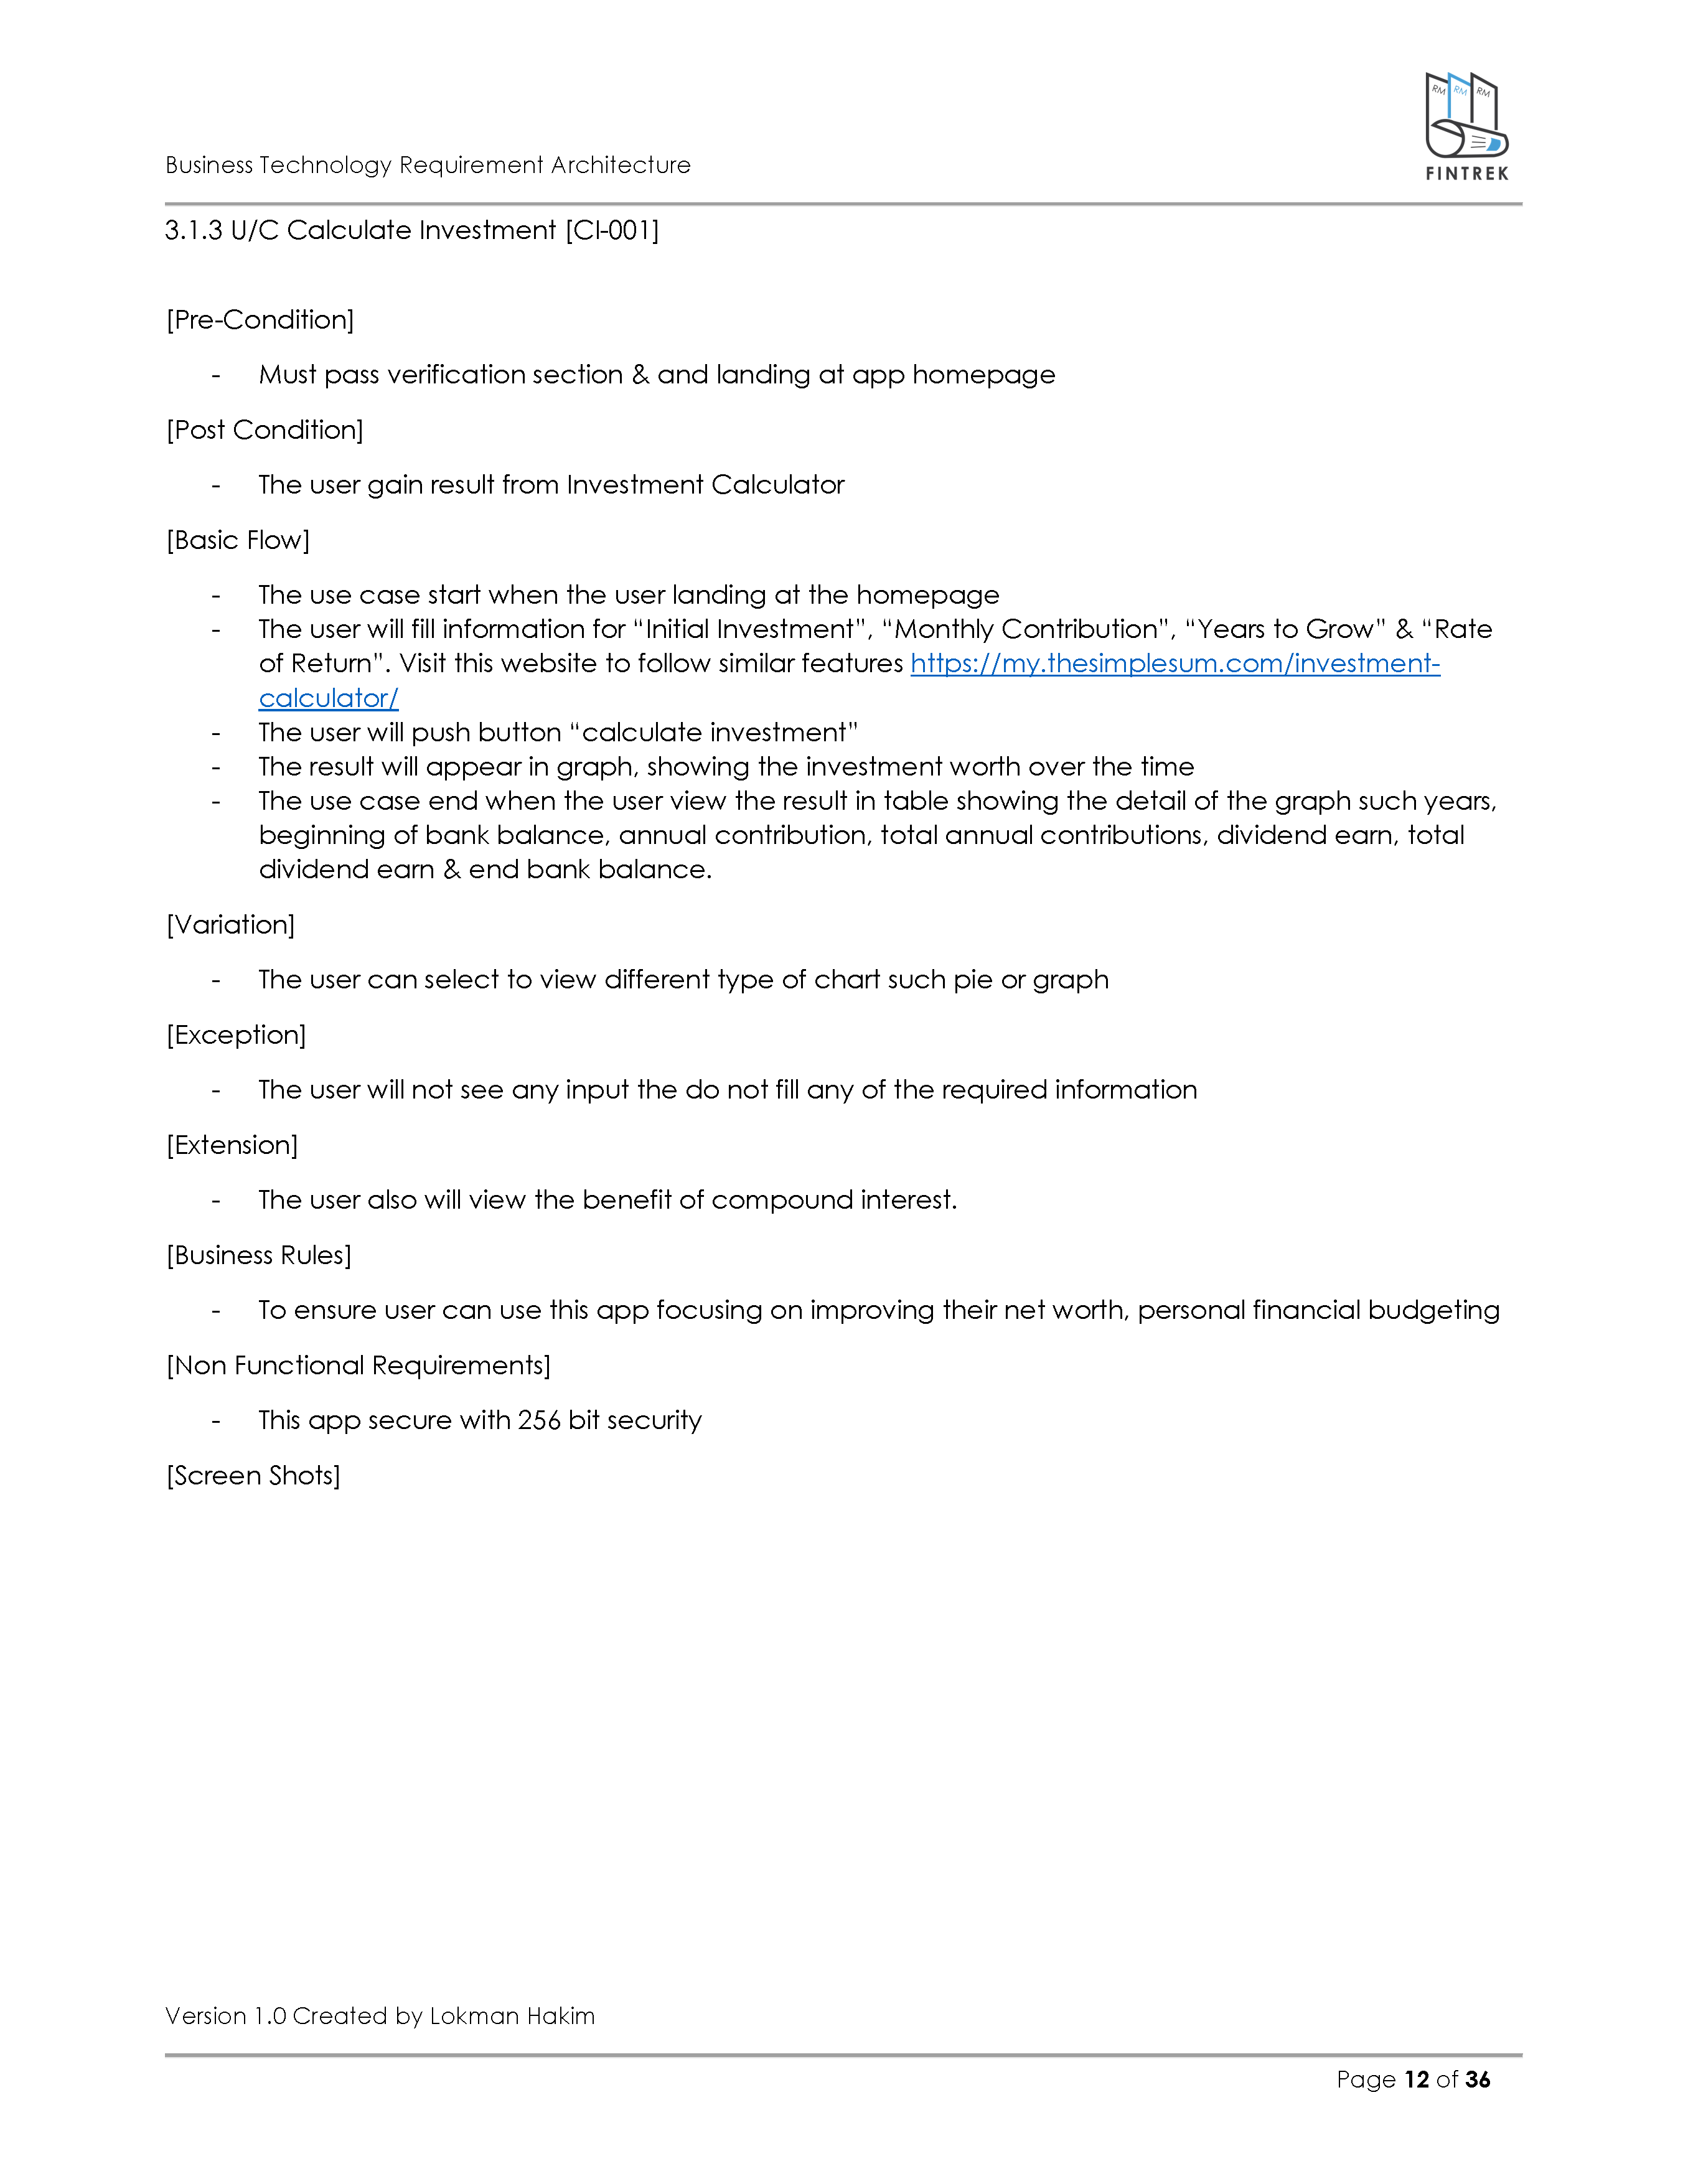 RM RM RM
FINTREK
Business Technology Requirement Architecture
3.1.3 U/C Calculate Investment [CI-001]
[Pre-Condition]
- Must pass verification section & and landing at app homepage
[Post Condition]
- The user gain result from Investment Calculator
[Basic Flow]
- The use case start when the user landing at the homepage
- The user will fill information for “Initial Investment”, “Monthly Contribution”, “Years to Grow” & “Rate
of Return”. Visit this website to follow similar features https://my.thesimplesum.com/investment-
calculator/
- The user will push button “calculate investment”
- The result will appear in graph, showing the investment worth over the time
- The use case end when the user view the result in table showing the detail of the graph such years,
beginning of bank balance, annual contribution, total annual contributions, dividend earn, total
dividend earn & end bank balance.
[Variation]
- The user can select to view different type of chart such pie or graph
[Exception]
- The user will not see any input the do not fill any of the required information
[Extension]
- The user also will view the benefit of compound interest.
[Business Rules]
- To ensure user can use this app focusing on improving their net worth, personal financial budgeting
[Non Functional Requirements]
- This app secure with 256 bit security
[Screen Shots]
Version 1.0 Created by Lokman Hakim
Page 12 of 36